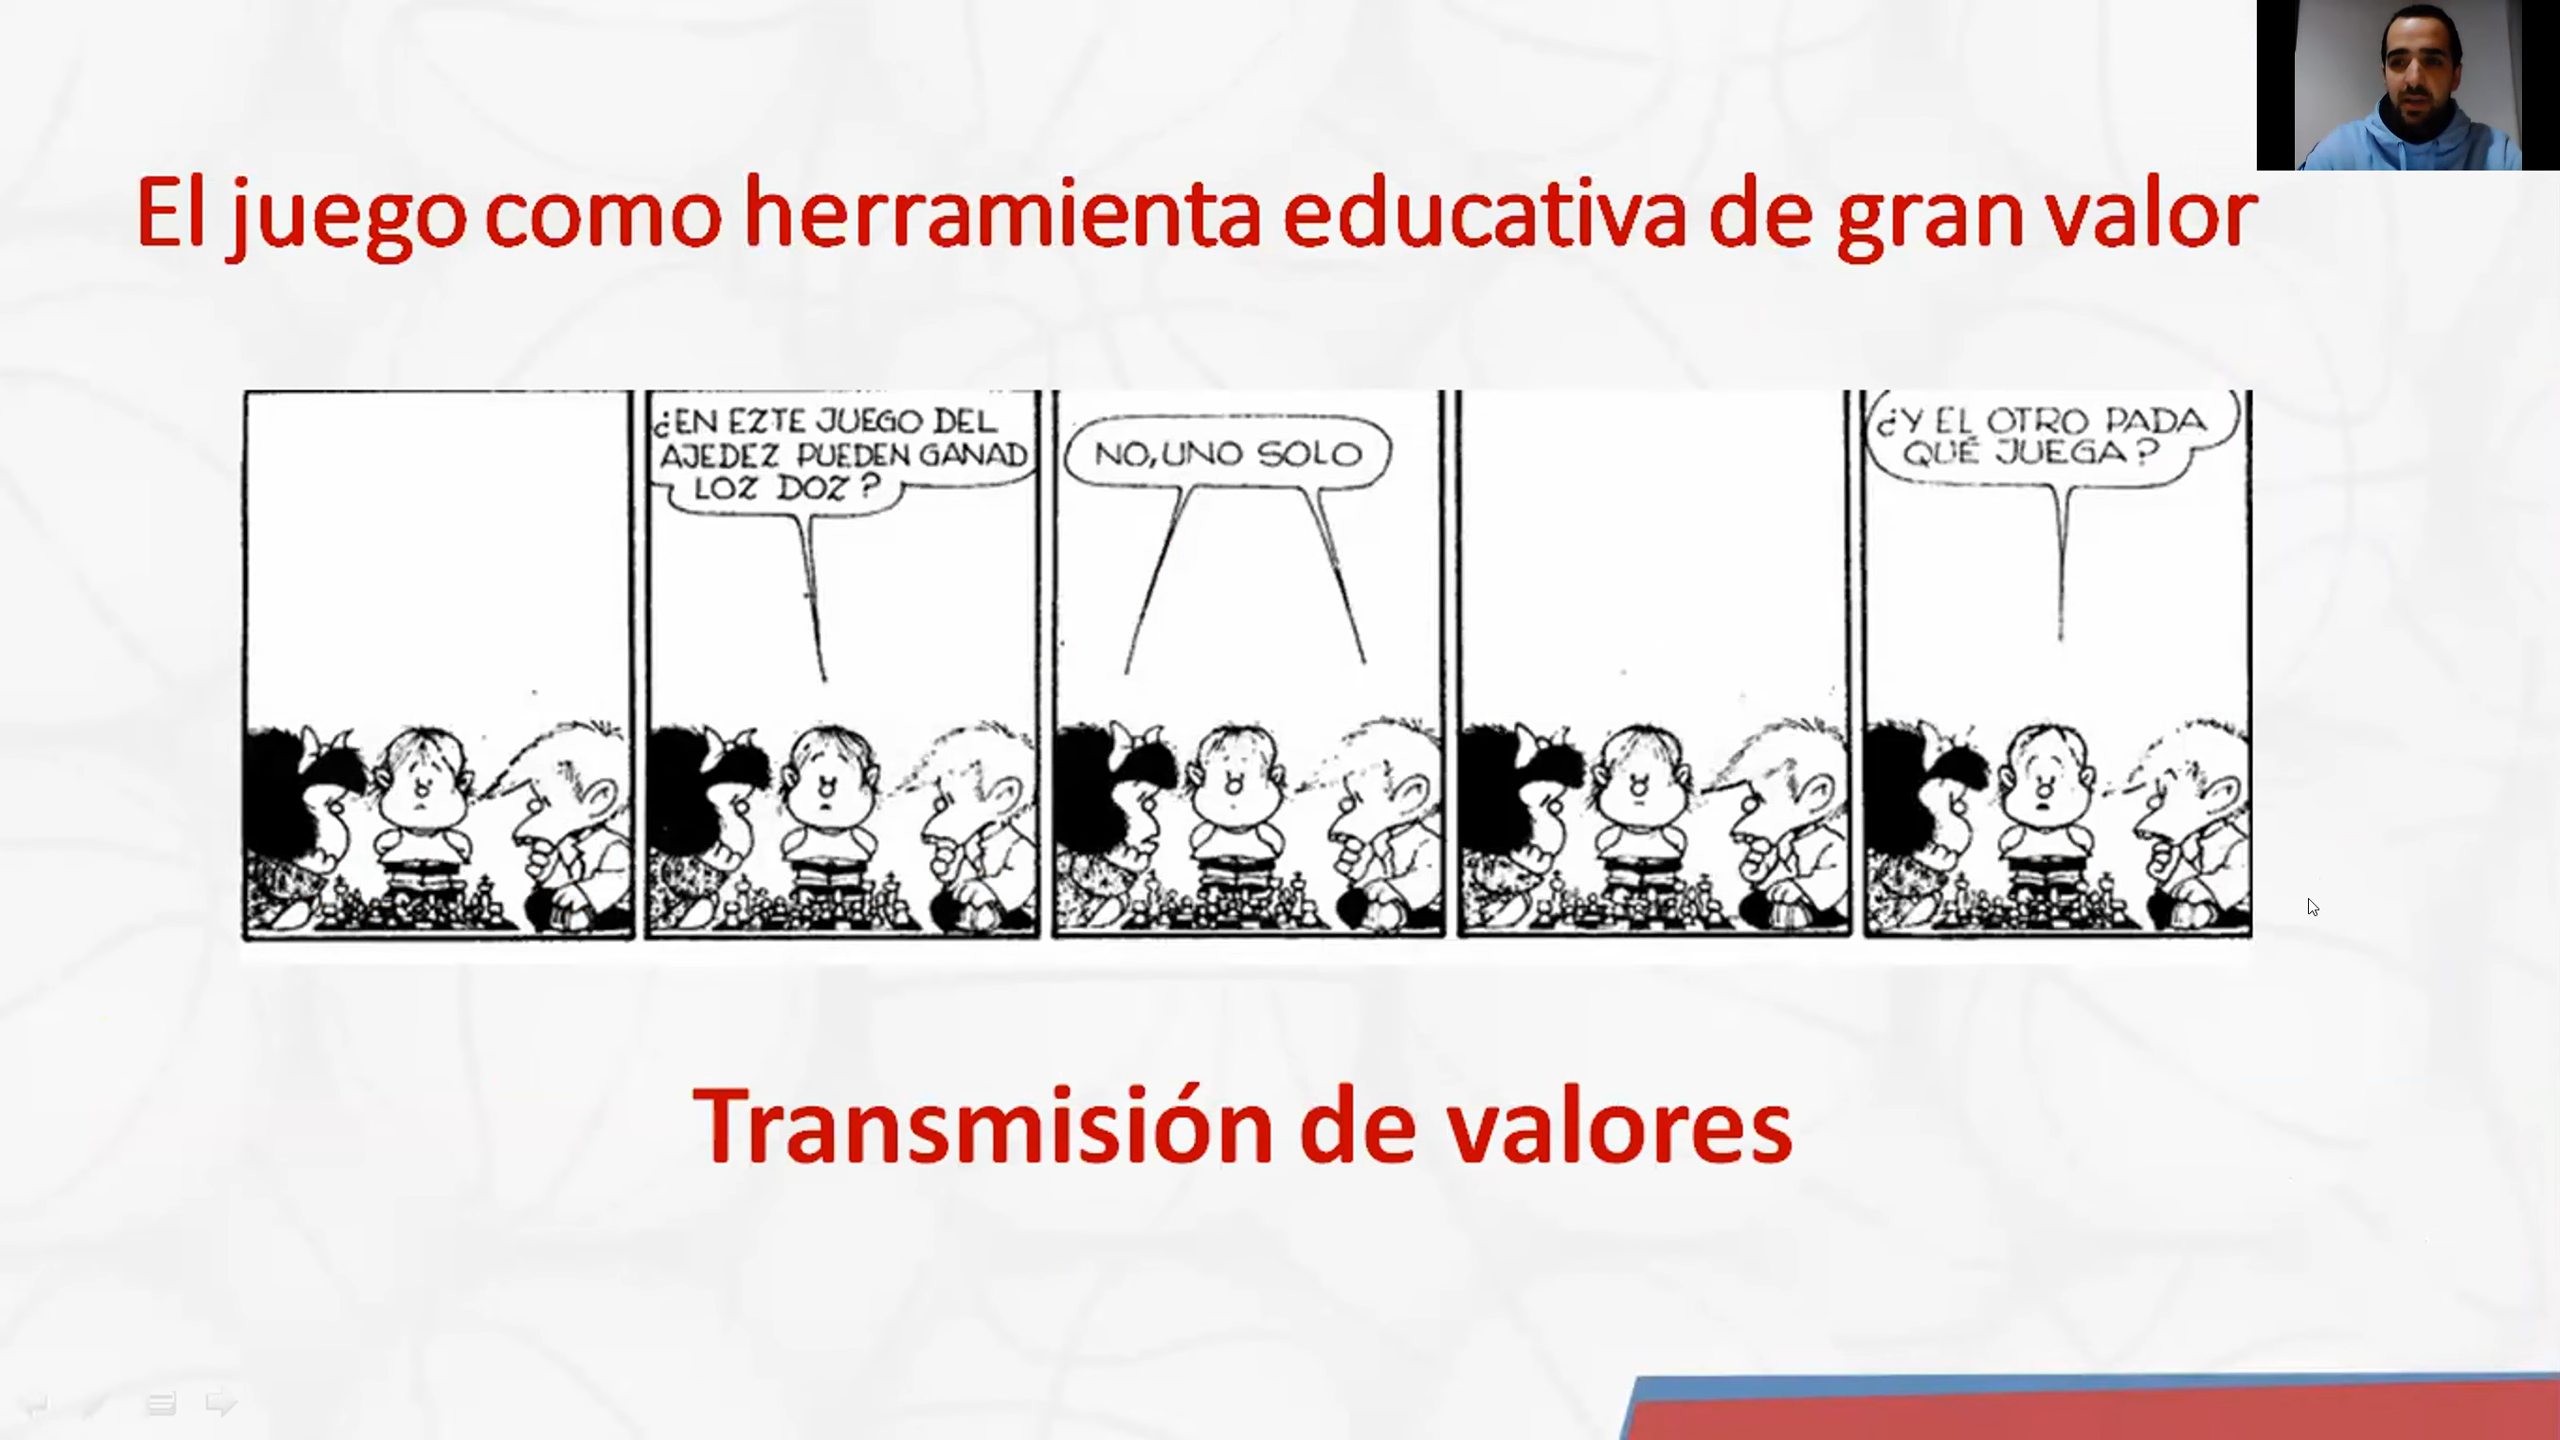 El juego como herramienta educativa de gran valor
¿EN EZTE JUEGO DEL
AJEDEZ PUEDEN GANAD
LOZ DOZ?
NO, UNO SOLO
¿Y EL OTRO PADA
QUÉ JUEGA?
Transmisión de valores